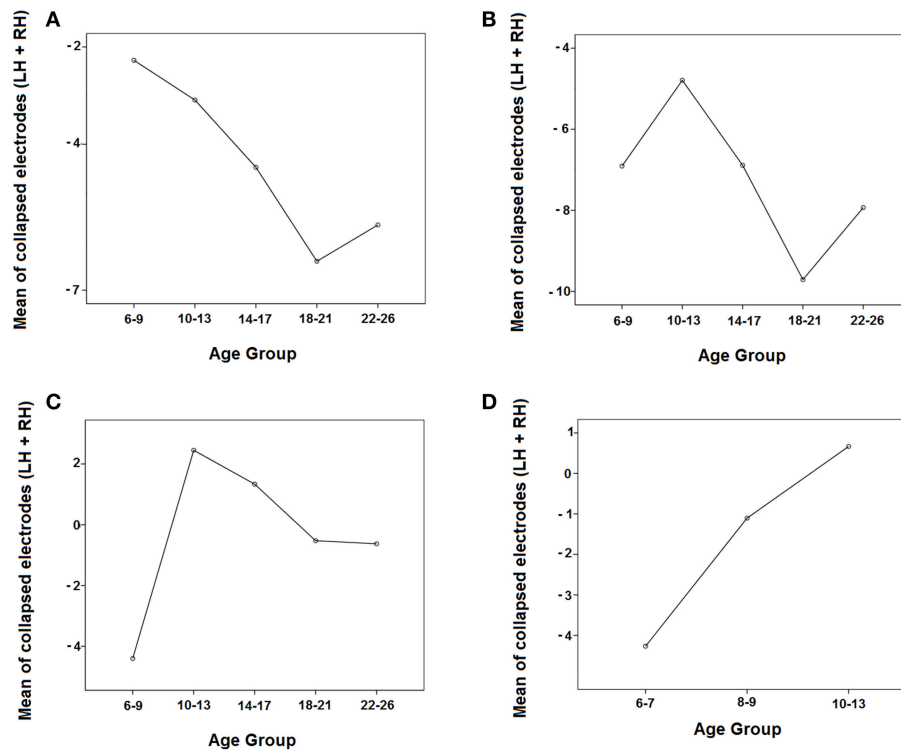 A
Mean of collapsed electrodes (LH + RH)
-2
-4
-7
6-9 10-13 14-17 18-21 22-26
Age Group
B
Mean of collapsed electrodes (LH + RH)
-4
-6
-8
-10
6-9 10-13 14-17 18-21 22-26
Age Group
C
Mean of collapsed electrodes (LH + RH)
2
0
-2
-4
6-9 10-13 14-17 18-21 22-26
Age Group
D
Mean of collapsed electrodes (LH + RH)
1
0
-1
-2
-3
-4
6-7 8-9 10-13
Age Group